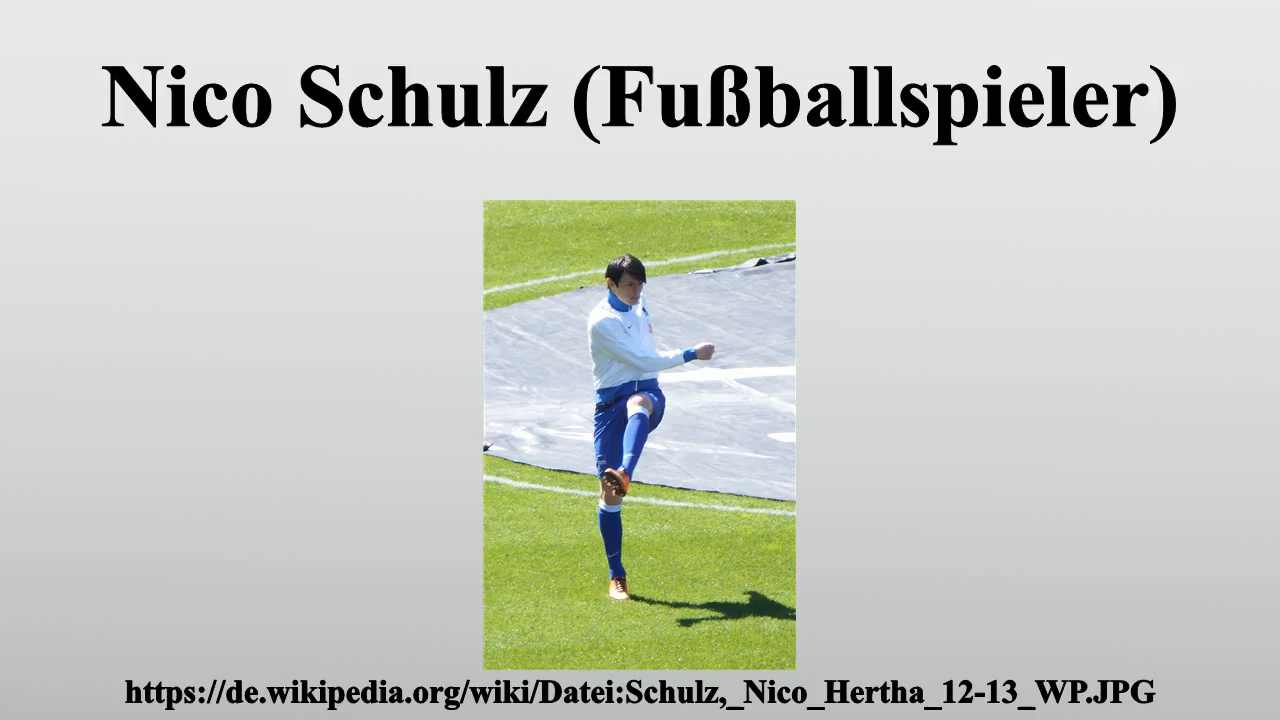 Nico Schulz (Fußballspieler)
https://de.wikipedia.org/wiki/Datei:Schulz,_Nico_Hertha_12-13_WP.JPG